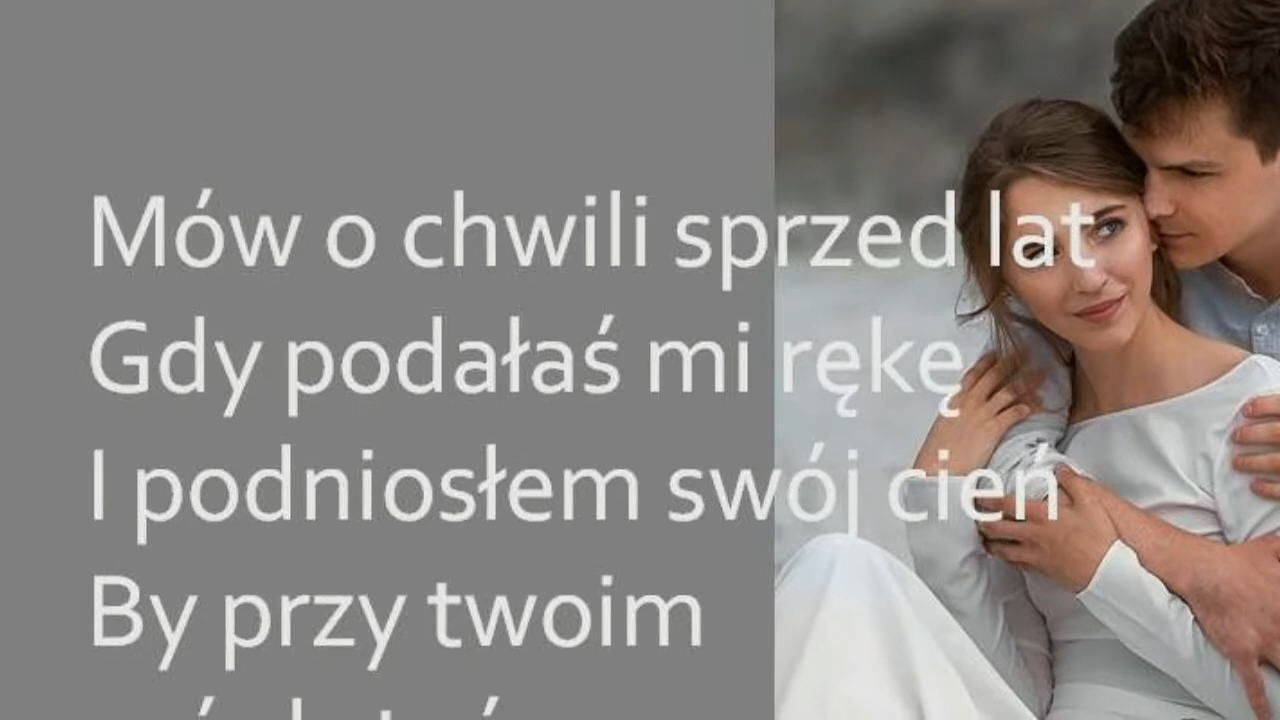 Mów o chwili sprzed lat
Gdy podałaś mi rękę
I podniosłem swój cień
By przy twoim